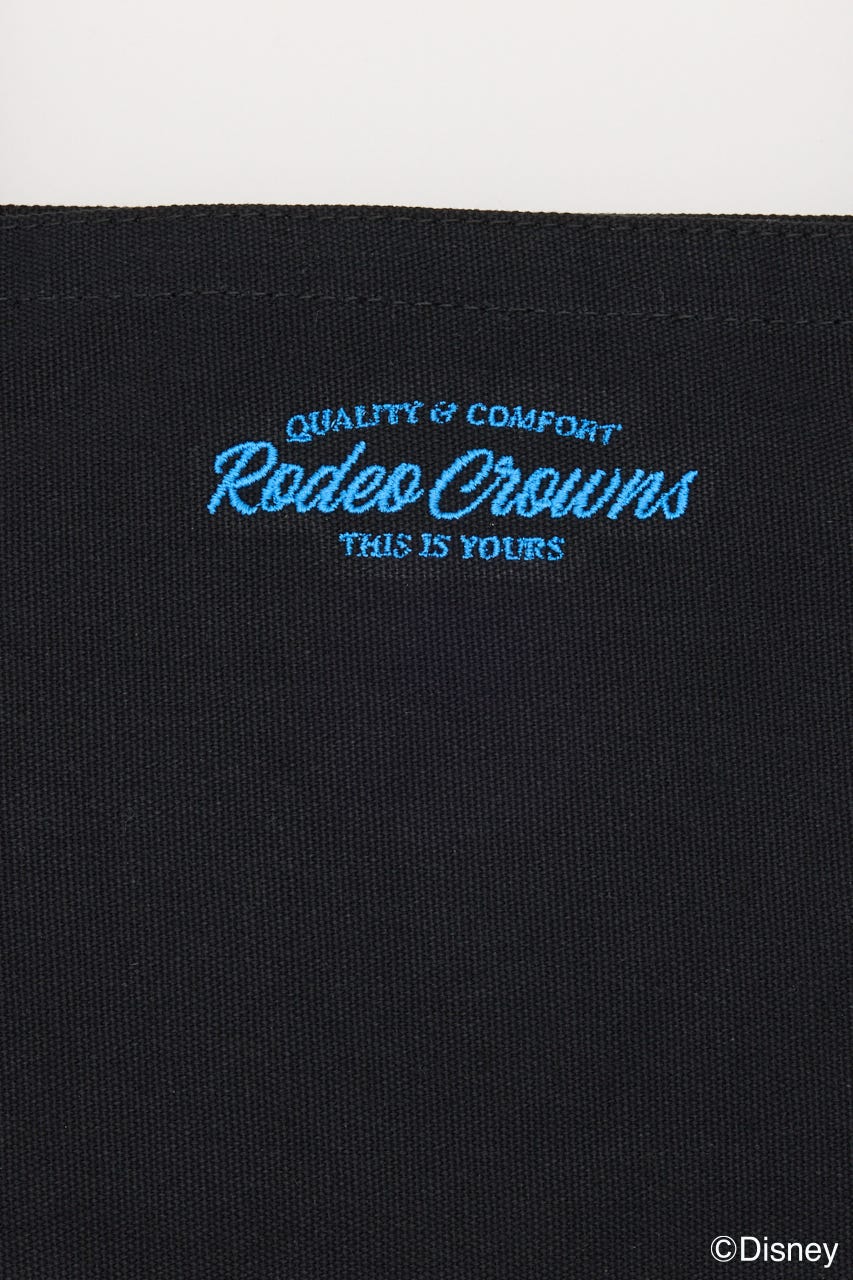 QUALITY & COMFORT
Rodeo Crowns
THIS IS YOURS
©Disney